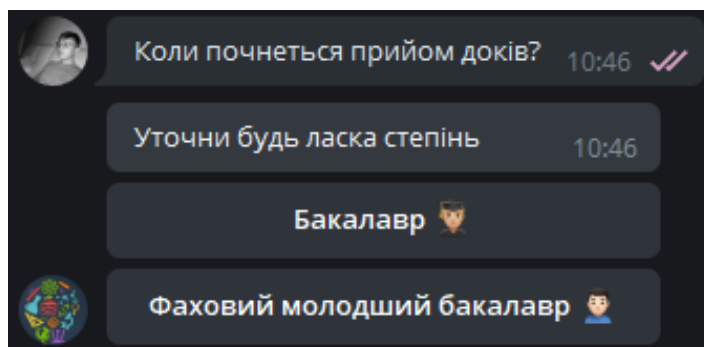 Коли почнеться прийом доків? 10:46
Уточни будь ласка степінь 10:46
Бакалавр 👨🏼‍🎓
Фаховий молодший бакалавр 🙎🏻‍♂️